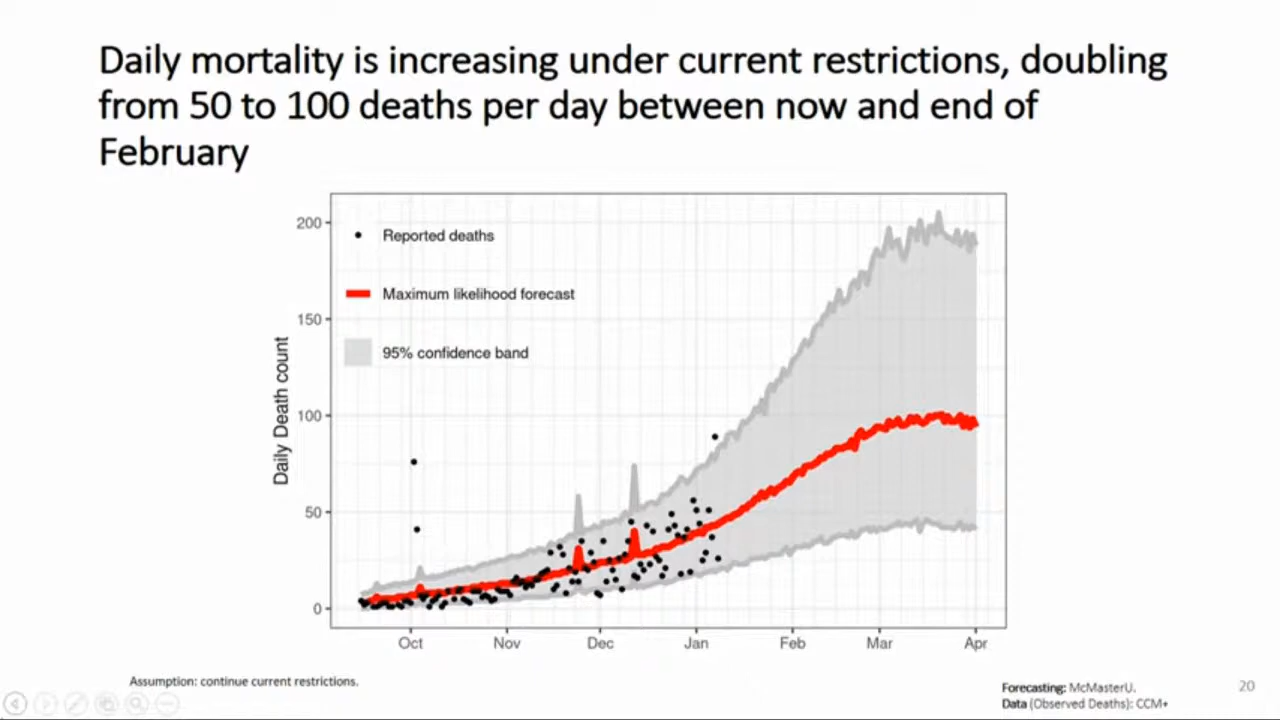 Daily mortality is increasing under current restrictions, doubling
from 50 to 100 deaths per day between now and end of
February
200
150
100
50
0
Daily Death count
Reported deaths
Maximum likelihood forecast
95% confidence band
Oct
Nov
Dec
Jan
Feb
Mar
Apr
Assumption: continue current restrictions.
Forecasting: McMasterU.
Data (Observed Deaths): CCM+
20